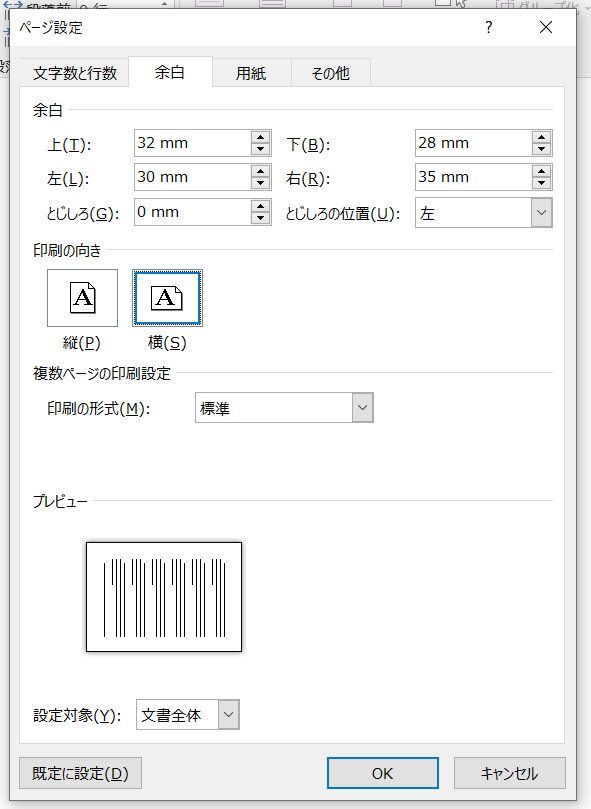 ページ設定 ?
文字数と行数 余白 用紙 その他
余白
上(T): 32 mm 下(B): 28 mm
左(L): 30 mm 右(R): 35 mm
とじしろ(G): 0 mm とじしろの位置(U): 左
印刷の向き
A A
縦(P) 横(S)
複数ページの印刷設定
印刷の形式(M): 標準
プレビュー
設定対象(Y): 文書全体
既定に設定(D) OK キャンセル